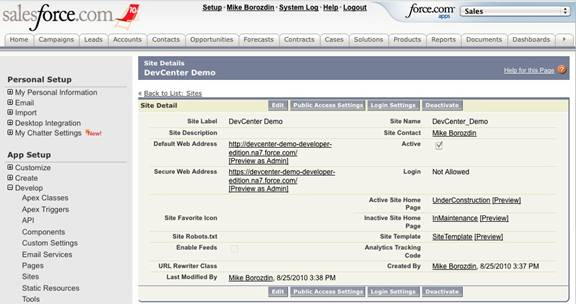 salesforce.com 10
Setup · Mike Borozdin · System Log · Help · Logout
force.com apps
Sales
Home Campaigns Leads Accounts Contacts Opportunities Forecasts Contracts Cases Solutions Products Reports Documents Dashboards
Personal Setup
My Personal Information
Email
Import
Desktop Integration
My Chatter Settings New!
App Setup
Customize
Create
Develop
Apex Classes
Apex Triggers
API
Components
Custom Settings
Email Services
Pages
Sites
Static Resources
Tools
Site Details
DevCenter Demo
Help for this Page
« Back to List: Sites
Site Detail Edit Public Access Settings Login Settings Deactivate
Site Label DevCenter Demo Site Name DevCenter_Demo
Site Description Site Contact Mike Borozdin
Default Web Address http://devcenter-demo-developer- Active
edition.na7.force.com/
[Preview as Admin]
Secure Web Address https://devcenter-demo-developer- Login Not Allowed
edition.na7.force.com/
[Preview as Admin]
Active Site Home UnderConstruction [Preview]
Page
Site Favorite Icon Inactive Site Home InMaintenance [Preview]
Page
Site Robots.txt Site Template SiteTemplate [Preview]
Enable Feeds Analytics Tracking
Code
URL Rewriter Class Created By Mike Borozdin, 8/25/2010 3:37 PM
Last Modified By Mike Borozdin, 8/25/2010 3:38 PM
Edit Public Access Settings Login Settings Deactivate